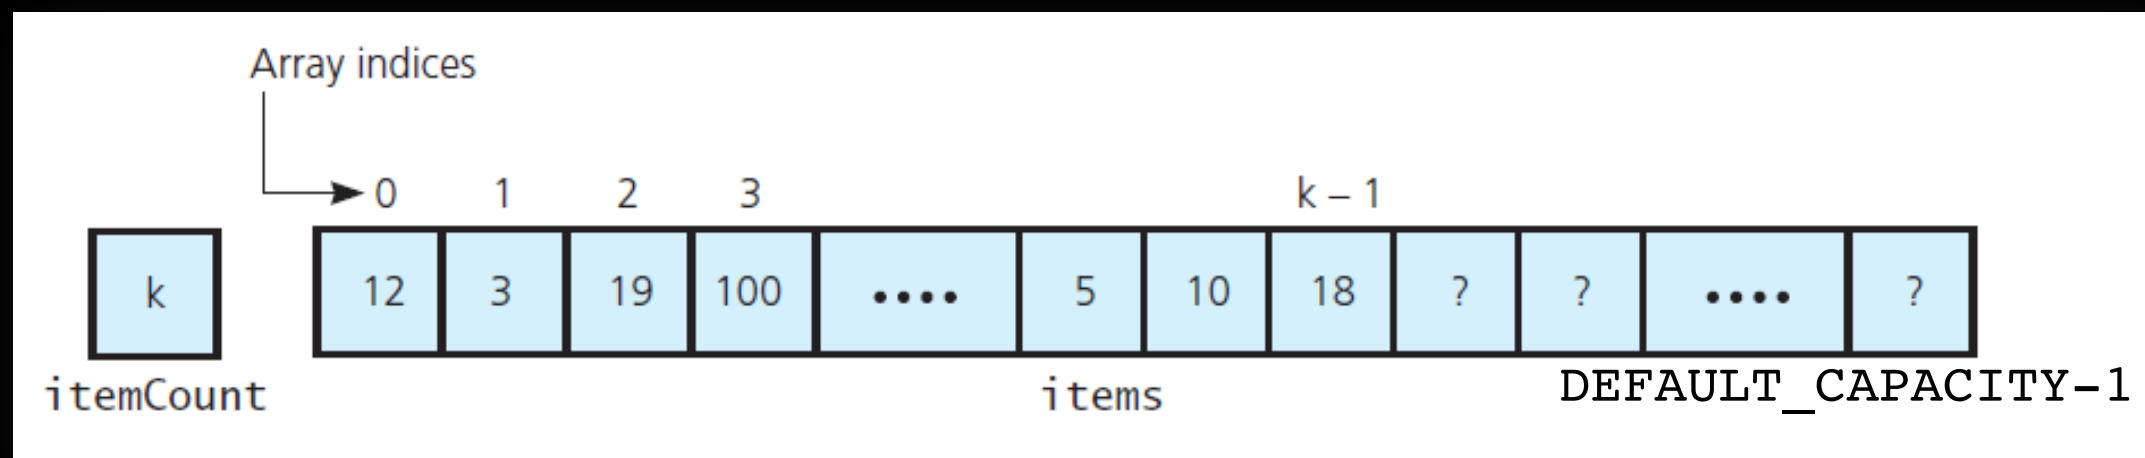 Array indices
0 1 2 3 k – 1
k 12 3 19 100 •••• 5 10 18 ? ? •••• ?
itemCount items DEFAULT_CAPACITY-1